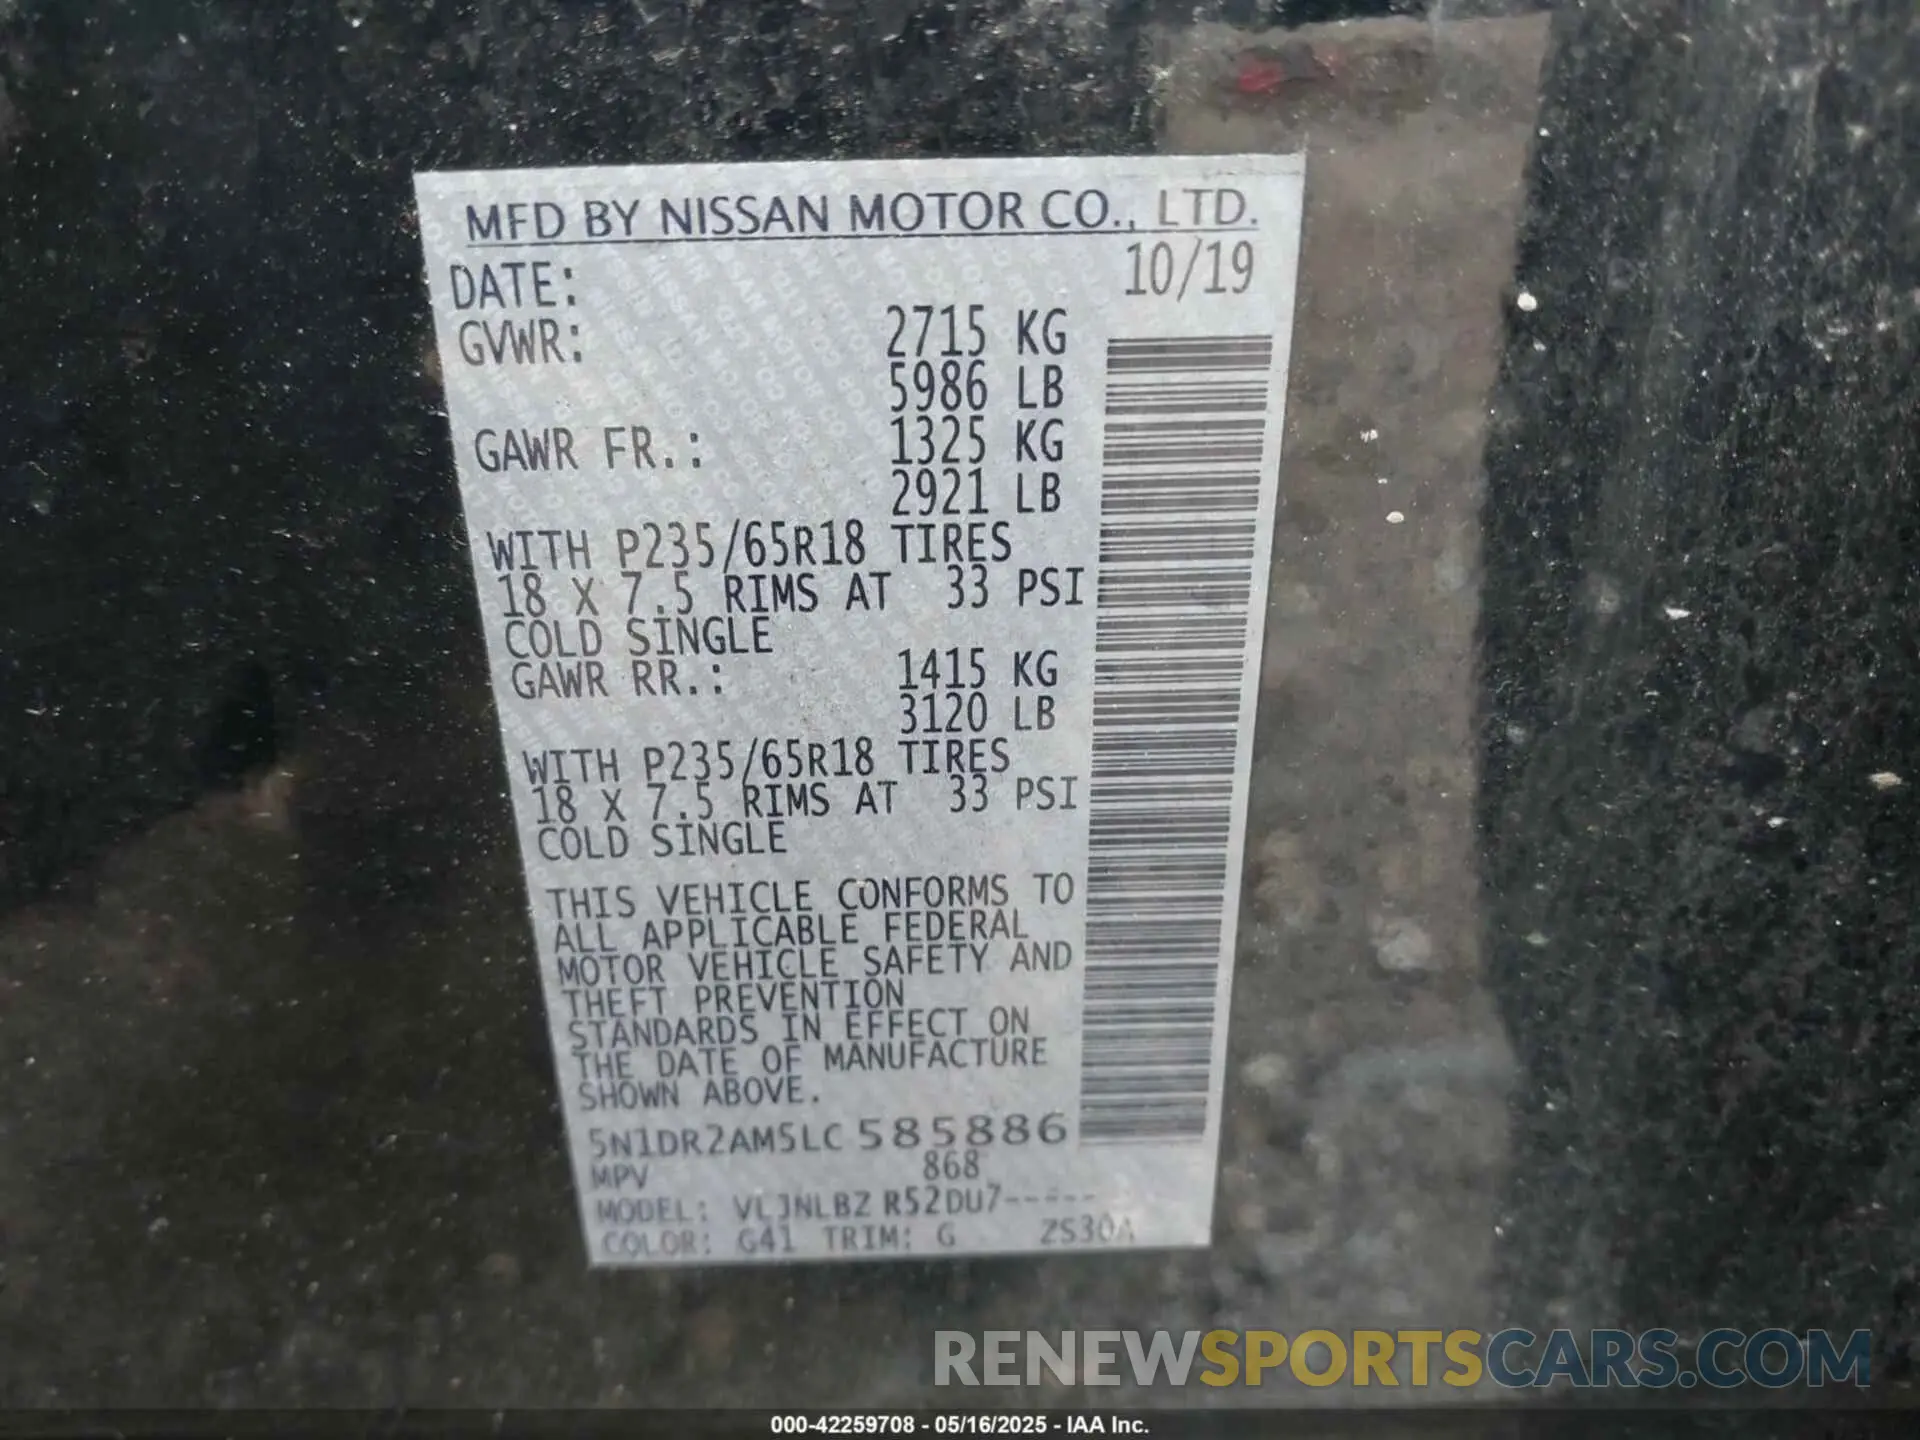 MFD BY NISSAN MOTOR CO., LTD.
DATE: 10/19
GVWR: 2715 KG
5986 LB
GAWR FR.: 1325 KG
2921 LB
WITH P235/65R18 TIRES
18 X 7.5 RIMS AT 33 PSI
COLD SINGLE
GAWR RR.: 1415 KG
3120 LB
WITH P235/65R18 TIRES
18 X 7.5 RIMS AT 33 PSI
COLD SINGLE
THIS VEHICLE CONFORMS TO
ALL APPLICABLE FEDERAL
MOTOR VEHICLE SAFETY AND
THEFT PREVENTION
STANDARDS IN EFFECT ON
THE DATE OF MANUFACTURE
SHOWN ABOVE.
5N1DR2AM5LC 585886
MPV 868
MODEL: VLJNLBZ R52DU7-----
COLOR: G41 TRIM: G ZS30A
RENEWSPORTSCARS.COM
000-42259708 - 05/16/2025 - IAA Inc.